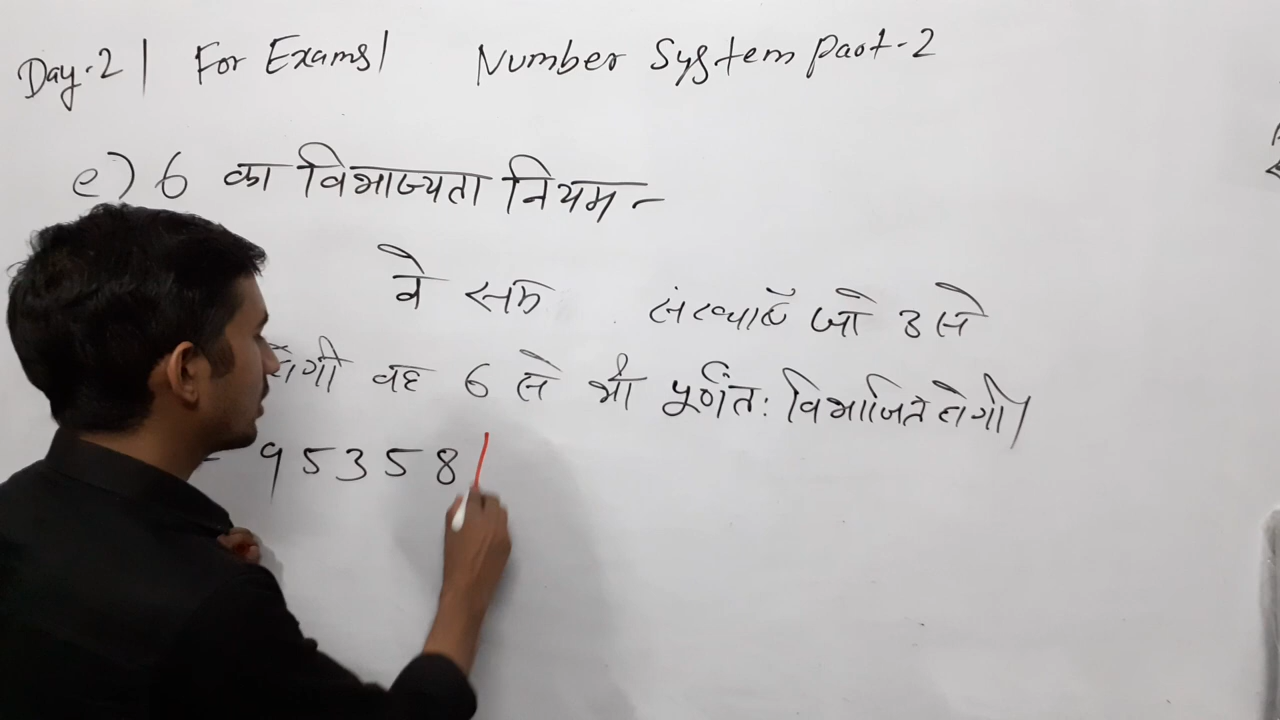 Day-2 | For Exams | Number System Part-2
e) 6 का विभाज्यता नियम -
वे सम संख्याएँ जो 3 से
होगी वह 6 से भी पूर्णतः विभाजित होगी।
- 95358